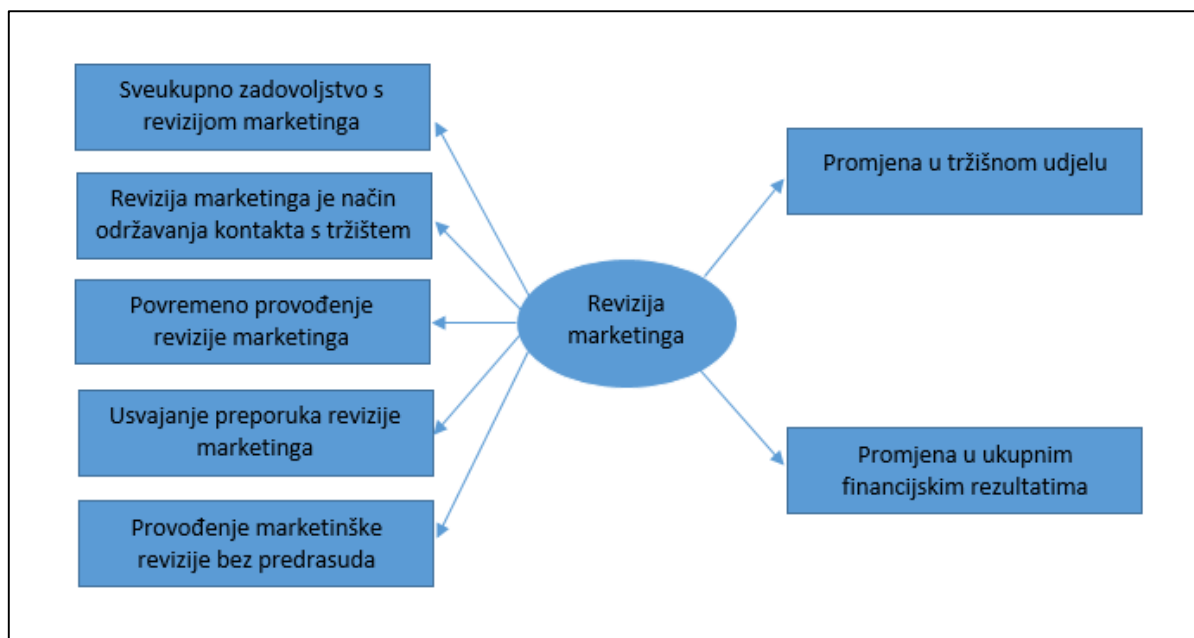 Sveukupno zadovoljstvo s
revizijom marketinga
Revizija marketinga je način
održavanja kontakta s tržištem
Povremeno provođenje
revizije marketinga
Usvajanje preporuka revizije
marketinga
Provođenje marketinške
revizije bez predrasuda
Revizija
marketinga
Promjena u tržišnom udjelu
Promjena u ukupnim
financijskim rezultatima